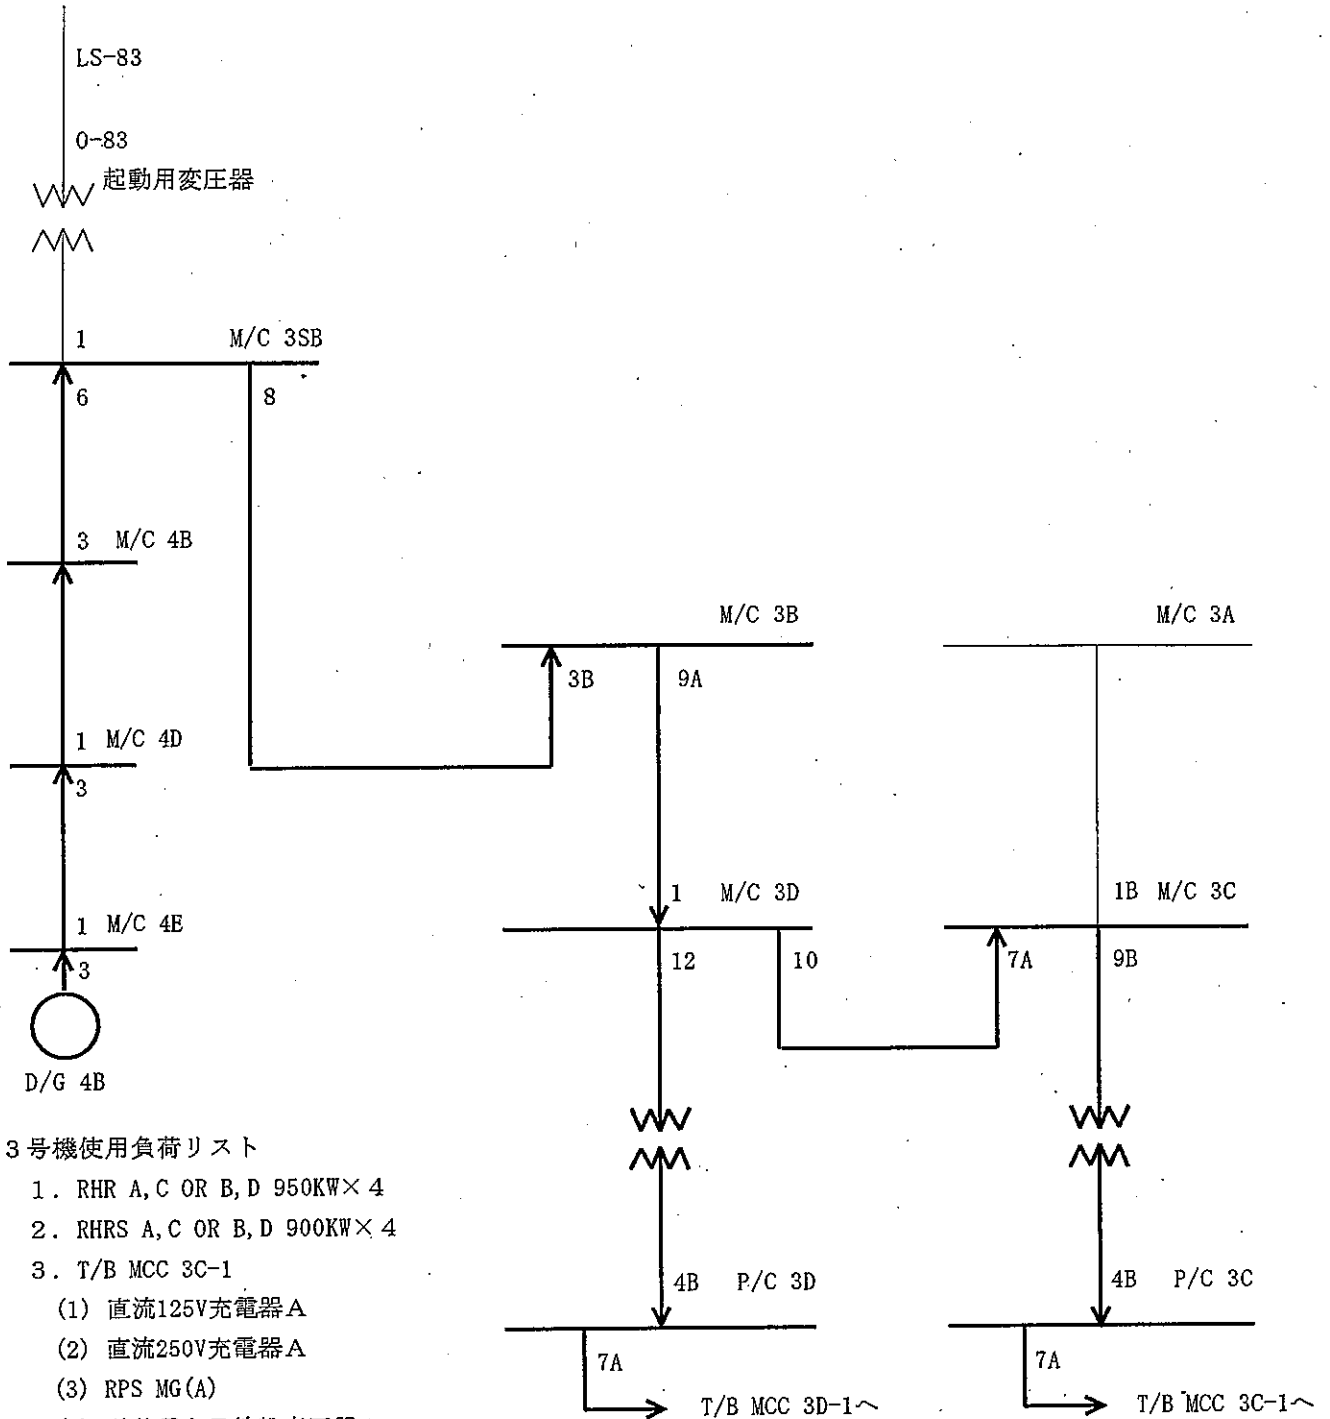 LS-83
O-83
起動用変圧器
1
M/C 3SB
6
8
3 M/C 4B
M/C 3B
M/C 3A
3B
9A
1 M/C 4D
3
1 M/C 3D
1B M/C 3C
1 M/C 4E
3
12
10
7A
9B
D/G 4B
3号機使用負荷リスト
1. RHR A,C OR B,D 950KW×4
2. RHRS A,C OR B,D 900KW×4
3. T/B MCC 3C-1
4B P/C 3D
4B P/C 3C
(1) 直流125V充電器A
(2) 直流250V充電器A
(3) RPS MG(A)
7A
7A
T/B MCC 3D-1~
T/B MCC 3C-1~